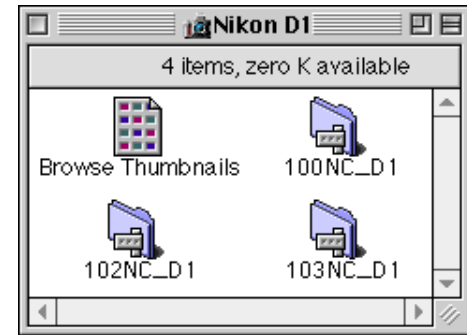 Nikon D1
4 items, zero K available
Browse Thumbnails
100NC_D1
102NC_D1
103NC_D1